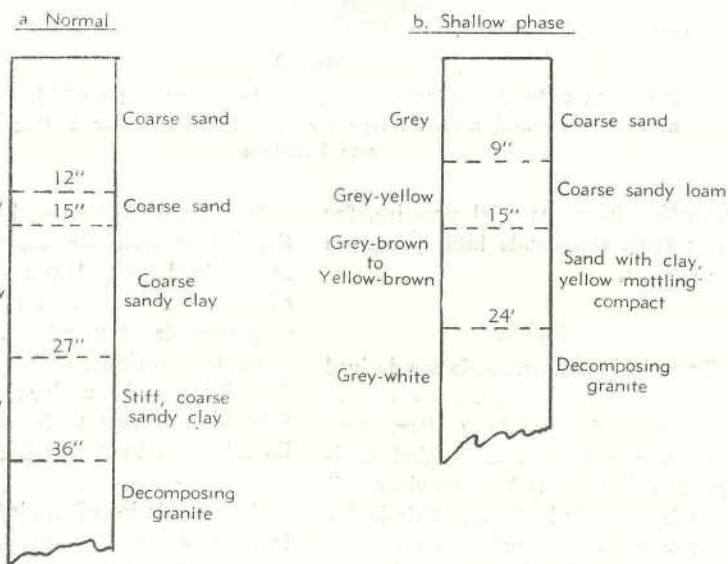 a. Normal
Coarse sand
12"
Coarse sand
15"
Coarse
sandy clay
27"
Stiff, coarse
sandy clay
36"
Decomposing
granite
b. Shallow phase
Grey
Coarse sand
9"
Grey-yellow
Coarse sandy loam
15"
Grey-brown
to
Yellow-brown
Sand with clay,
yellow mottling
compact
24'
Grey-white
Decomposing
granite